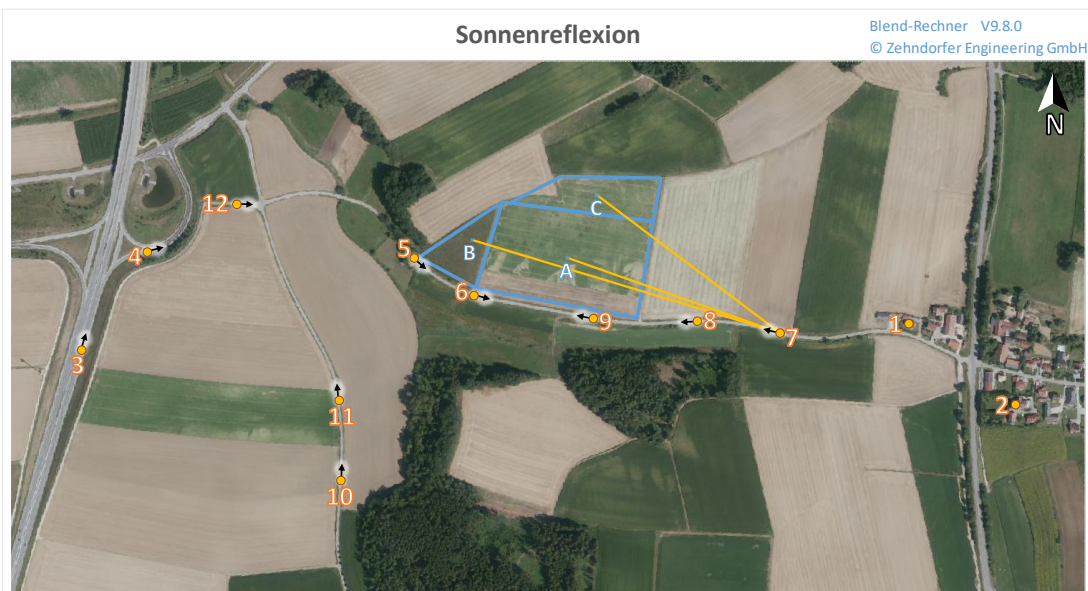 Sonnenreflexion
Blend-Rechner V9.8.0
© Zehndorfer Engineering GmbH
N
12
4
3
5
B
C
A
6
9
8
7
1
2
11
10